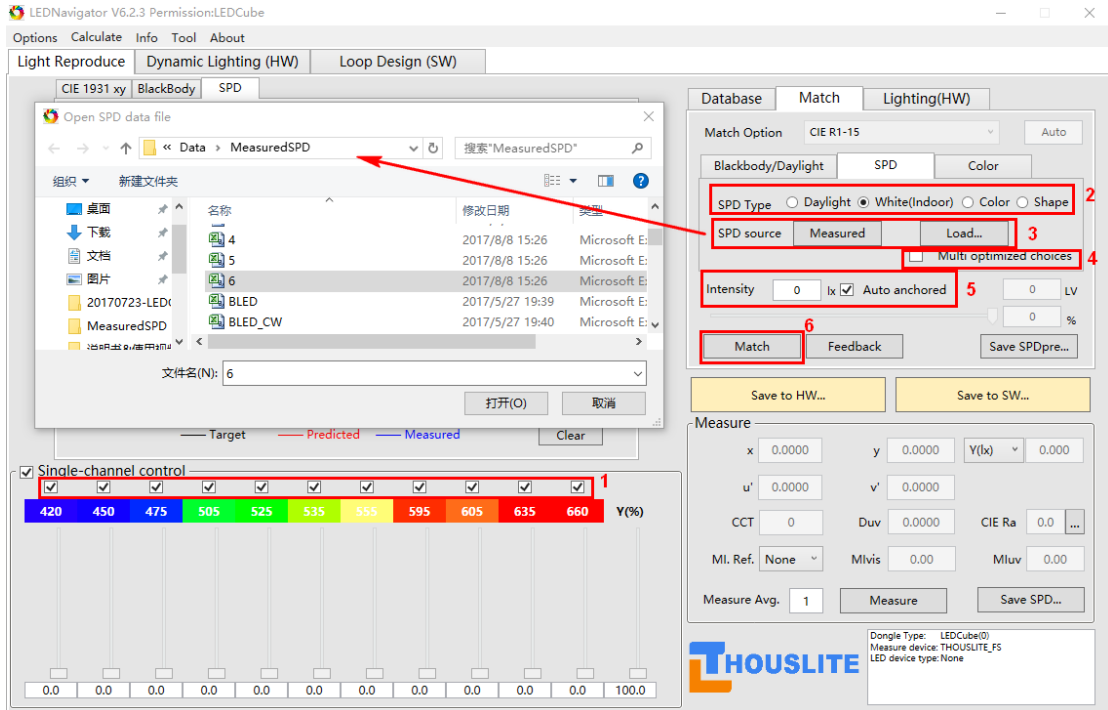 LEDNavigator V6.2.3 Permission:LEDCube
Options Calculate Info Tool About
Light Reproduce Dynamic Lighting (HW) Loop Design (SW)
CIE 1931 xy BlackBody SPD
Open SPD data file
« Data › MeasuredSPD
搜索"MeasuredSPD"
组织 新建文件夹
桌面
下载
文档
图片
20170723-LED(
MeasuredSPD
名称 修改日期 类型
4 2017/8/8 15:26 Microsoft E
5 2017/8/8 15:26 Microsoft E
6 2017/8/8 15:26 Microsoft E
BLED 2017/5/27 19:39 Microsoft E
BLED_CW 2017/5/27 19:40 Microsoft E
文件名(N): 6
打开(O) 取消
Target Predicted Measured Clear
Database Match Lighting(HW)
Match Option CIE R1-15 Auto
Blackbody/Daylight SPD Color
SPD Type Daylight White(Indoor) Color Shape 2
SPD source Measured Load... 3
Multi optimized choices 4
Intensity 0 lx Auto anchored 5 0 LV
0 %
6
Match Feedback Save SPDpre...
Save to HW... Save to SW...
Measure
x 0.0000 y 0.0000 Y(lx) 0.000
u' 0.0000 v' 0.0000
CCT 0 Duv 0.0000 CIE Ra 0.0 ...
MI. Ref. None MIvis 0.00 MIuv 0.00
Measure Avg. 1 Measure Save SPD...
Single-channel control
1
420 450 475 505 525 535 555 595 605 635 660 Y(%)
0.0 0.0 0.0 0.0 0.0 0.0 0.0 0.0 0.0 0.0 0.0 100.0
THOUSLITE
Dongle Type: LEDCube(0)
Measure device: THOUSLITE_FS
LED device type: None